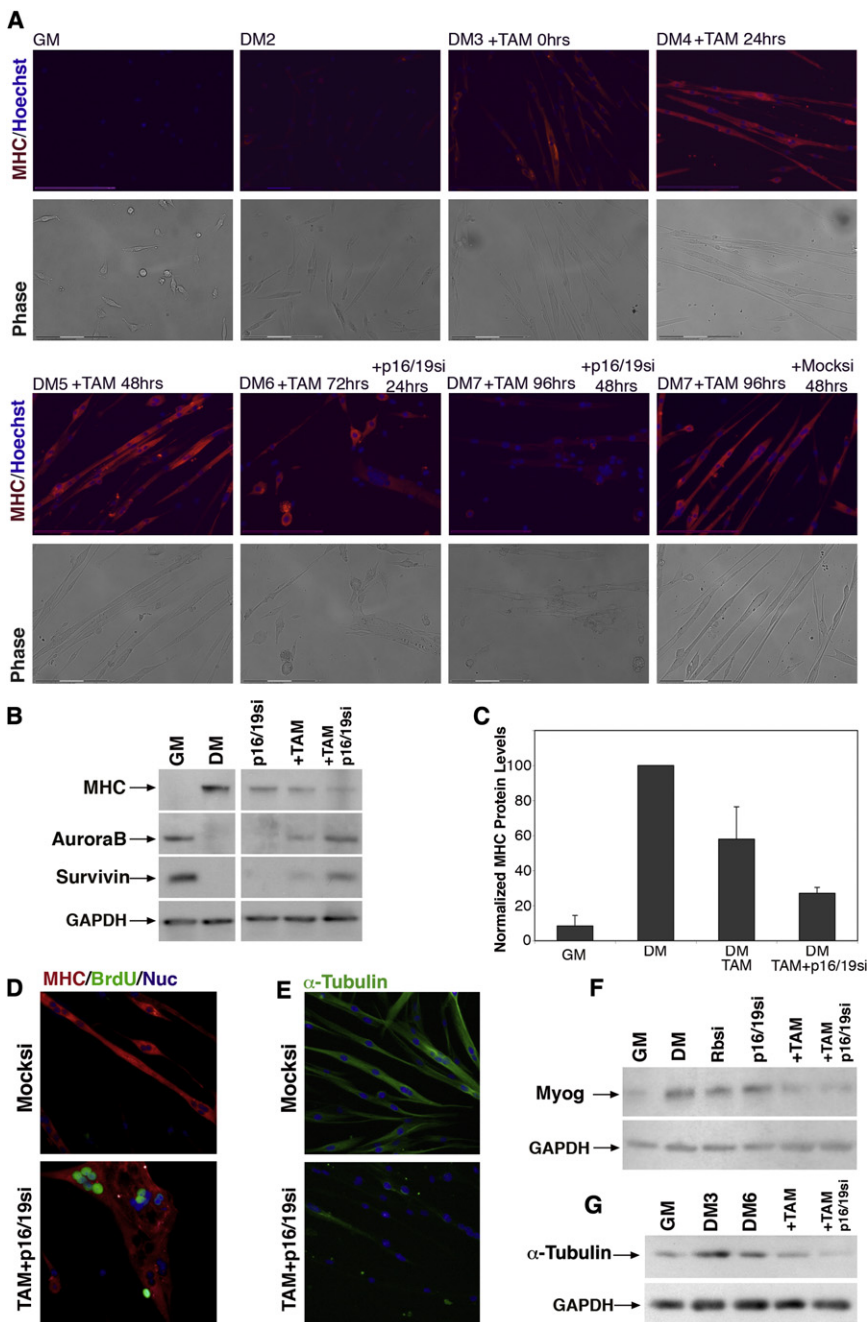 A
GM
DM2
DM3 +TAM 0hrs
DM4 +TAM 24hrs
MHC/Hoechst
Phase
DM5 +TAM 48hrs
DM6 +TAM 72hrs
+p16/19si
24hrs
DM7+TAM 96hrs
+p16/19si
48hrs
DM7+TAM 96hrs
+Mocksi
48hrs
MHC/Hoechst
Phase
B
GM
DM
p16/19si
+TAM
+TAM
p16/19si
MHC
AuroraB
Survivin
GAPDH
C
Normalized MHC Protein Levels
100
80
60
40
20
0
GM
DM
DM
TAM
DM
TAM+p16/19si
D
MHC/BrdU/Nuc
Mocksi
TAM+p16/19si
E
α-Tubulin
Mocksi
TAM+p16/19si
F
GM
DM
Rbsi
p16/19si
+TAM
+TAM
p16/19si
Myog
GAPDH
G
GM
DM3
DM6
+TAM
+TAM
p16/19si
α-Tubulin
GAPDH